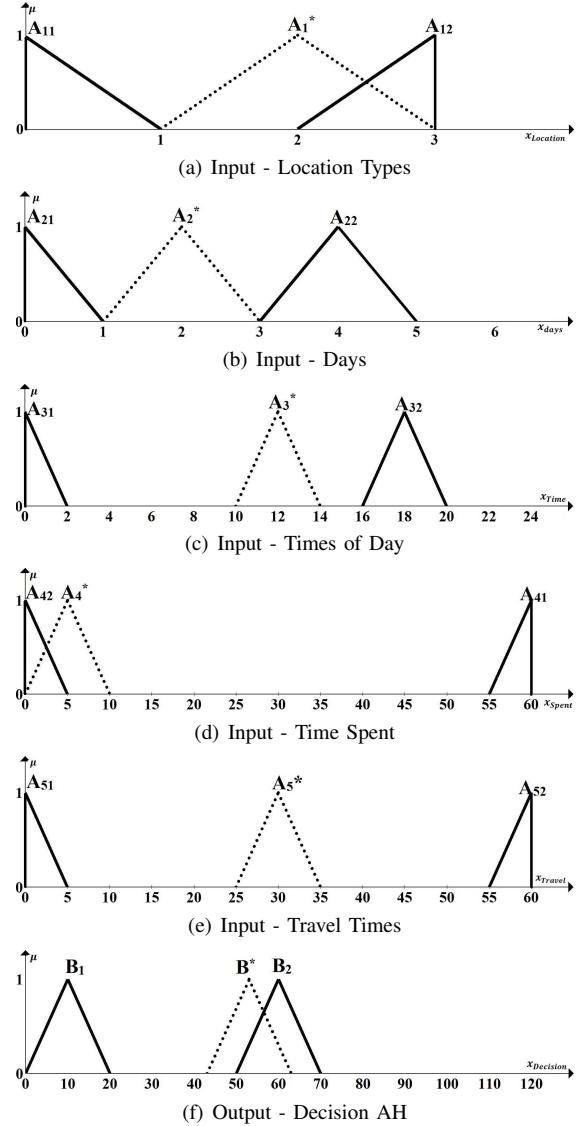 μ
A11 A1* A12
1
0 1 2 3 xLocation
(a) Input - Location Types
μ
A21 A2* A22
1
0
0 1 2 3 4 5 6 xdays
(b) Input - Days
μ
A31 A3* A32
1
0
0 2 4 6 8 10 12 14 16 18 20 22 24 xTime
(c) Input - Times of Day
μ
A42 A4* A41
1
0
0 5 10 15 20 25 30 35 40 45 50 55 60 xSpent
(d) Input - Time Spent
μ
A51 A5* A52
1
0
0 5 10 15 20 25 30 35 40 45 50 55 60 xTravel
(e) Input - Travel Times
μ
B1 B* B2
1
0
0 10 20 30 40 50 60 70 80 90 100 110 120 xDecision
(f) Output - Decision AH